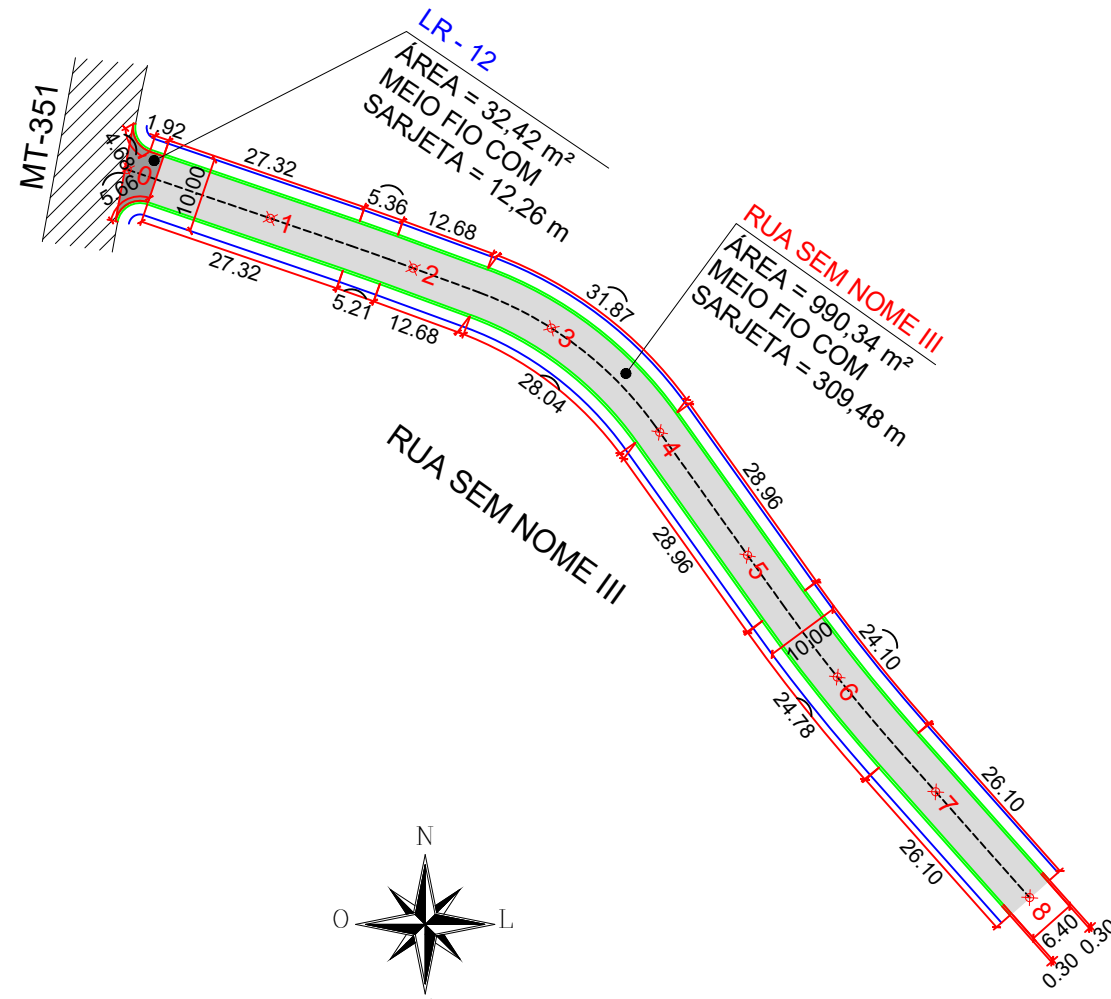 LR - 12
ÁREA = 32,42 m²
MEIO FIO COM
SARJETA = 12,26 m
MT-351
1.92
4.68
0
5.66
10.00
27.32
5.36
12.68
1
27.32
2
5.21
12.68
31.87
3
28.04
RUA SEM NOME III
ÁREA = 990,34 m²
MEIO FIO COM
SARJETA = 309,48 m
RUA SEM NOME III
4
28.96
28.96
5
10.00
24.10
6
24.78
7
26.10
26.10
8
6.40
0.30
0.30
N
O
L